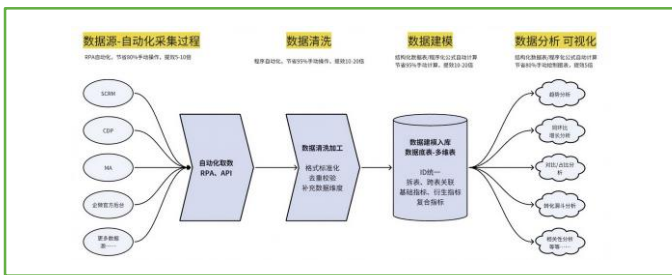 数据源-自动化采集过程
RPA自动化，节省90%手动操作，提效5-10倍
数据清洗
程序自动化，节省95%手动操作，提效10-20倍
数据建模
结构化数据表/程序化公式自动计算
节省95%手动计算，提效10-20倍
数据分析 可视化
结构化数据表/程序化公式自动计算
节省80%手动绘制图表，提效5倍
SCRM
CDP
MA
企微官方后台
更多数据
源……
自动化取数
RPA、API
数据清洗加工
格式标准化
去重校验
补充数据维度
数据建模入库
数据底表-多维表
ID统一
拆表、跨表关联
基础指标、衍生指标
复合指标
趋势分析
同环比
增长分析
对比/占比分
析
转化漏斗分析
相关性分析
等等……